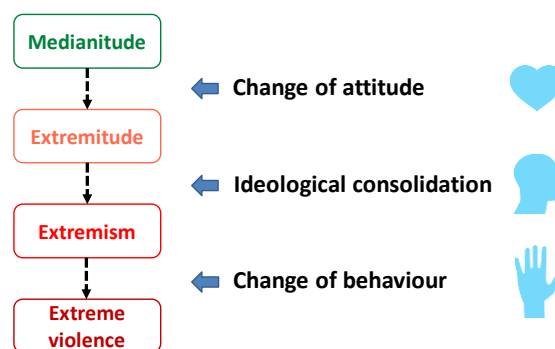 Medianitude
Change of attitude
Extremitude
Ideological consolidation
Extremism
Change of behaviour
Extreme
violence